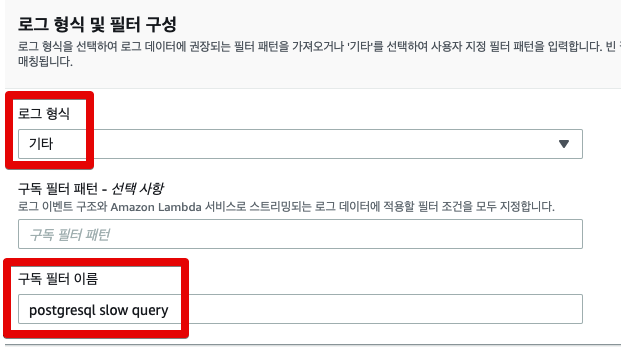 로그 형식 및 필터 구성
로그 형식을 선택하여 로그 데이터에 권장되는 필터 패턴을 가져오거나 '기타'를 선택하여 사용자 지정 필터 패턴을 입력합니다. 빈
매칭됩니다.
로그 형식
기타
구독 필터 패턴 - 선택 사항
로그 이벤트 구조와 Amazon Lambda 서비스로 스트리밍되는 로그 데이터에 적용할 필터 조건을 모두 지정합니다.
구독 필터 패턴
구독 필터 이름
postgresql slow query